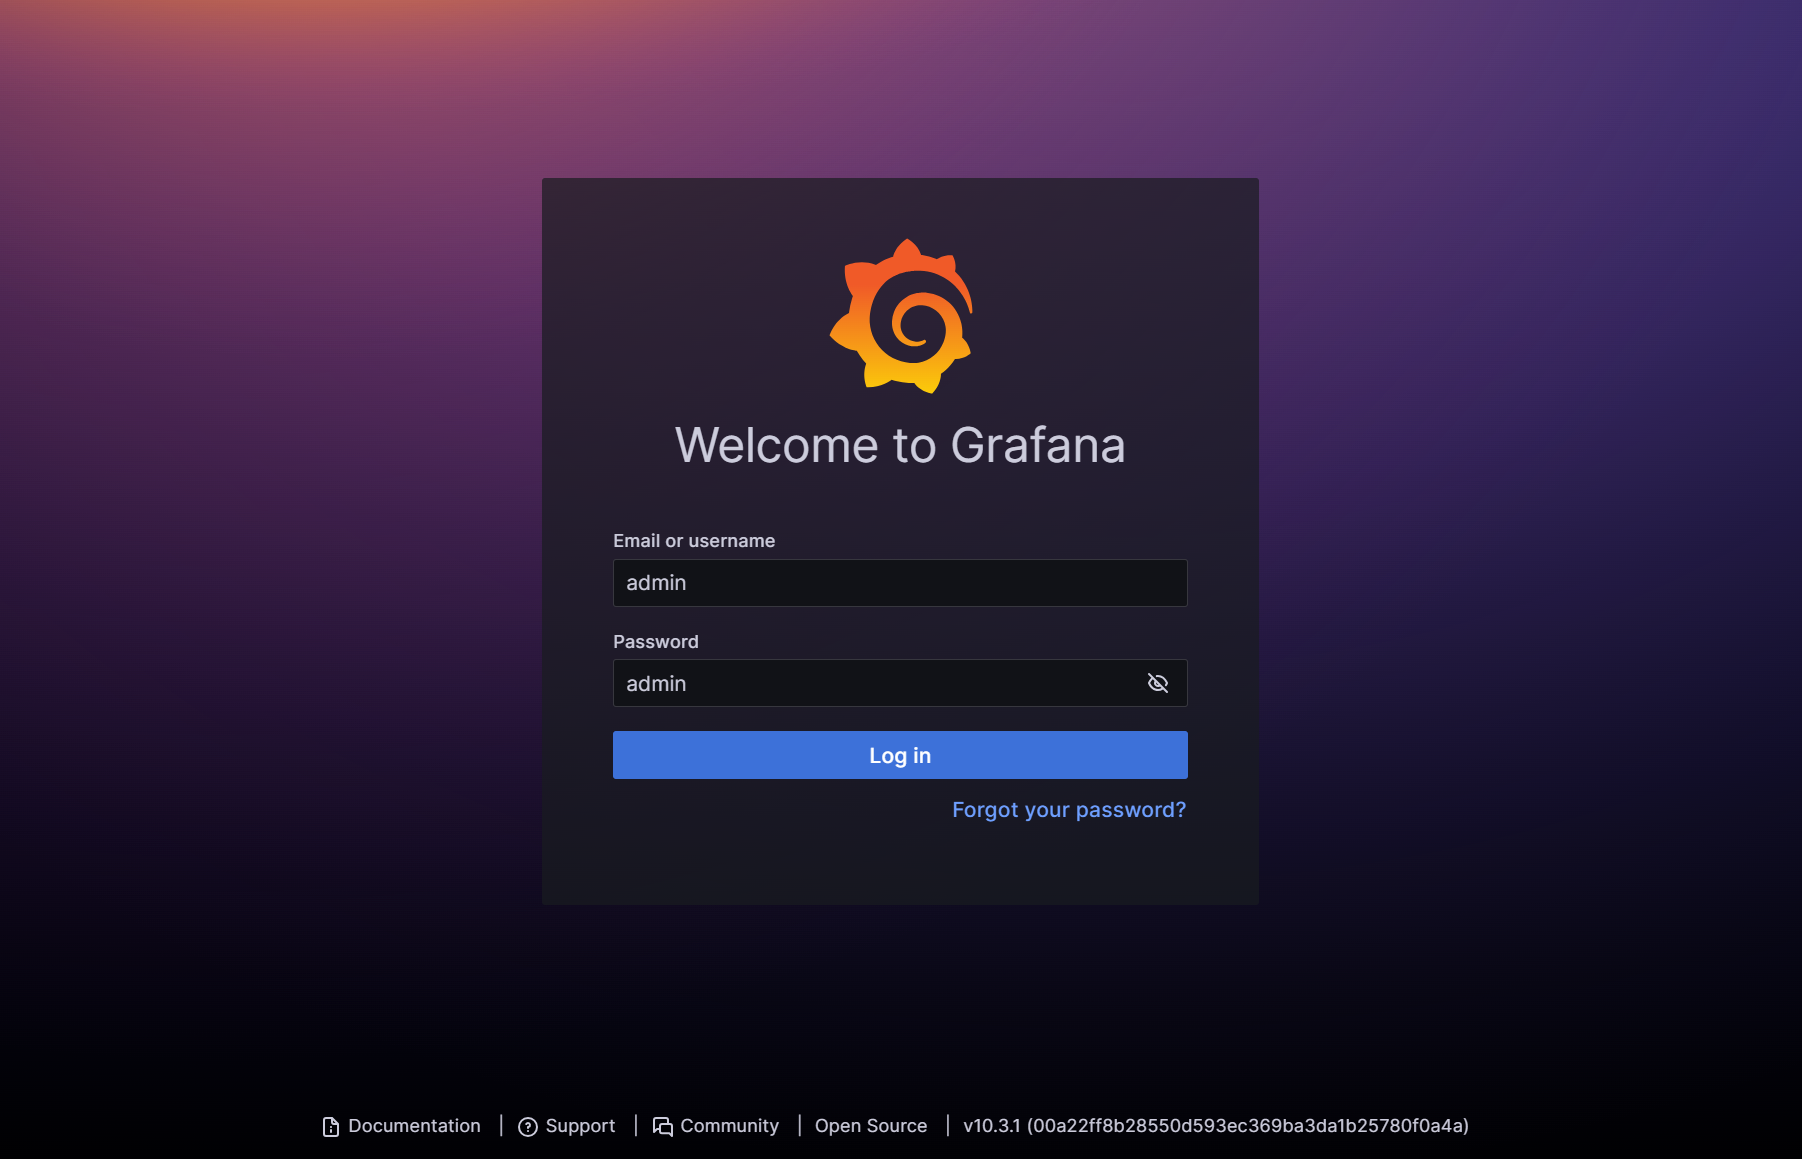 Welcome to Grafana
Email or username
admin
Password
admin
Log in
Forgot your password?
Documentation | Support | Community | Open Source | v10.3.1 (00a22ff8b28550d593ec369ba3da1b25780f0a4a)